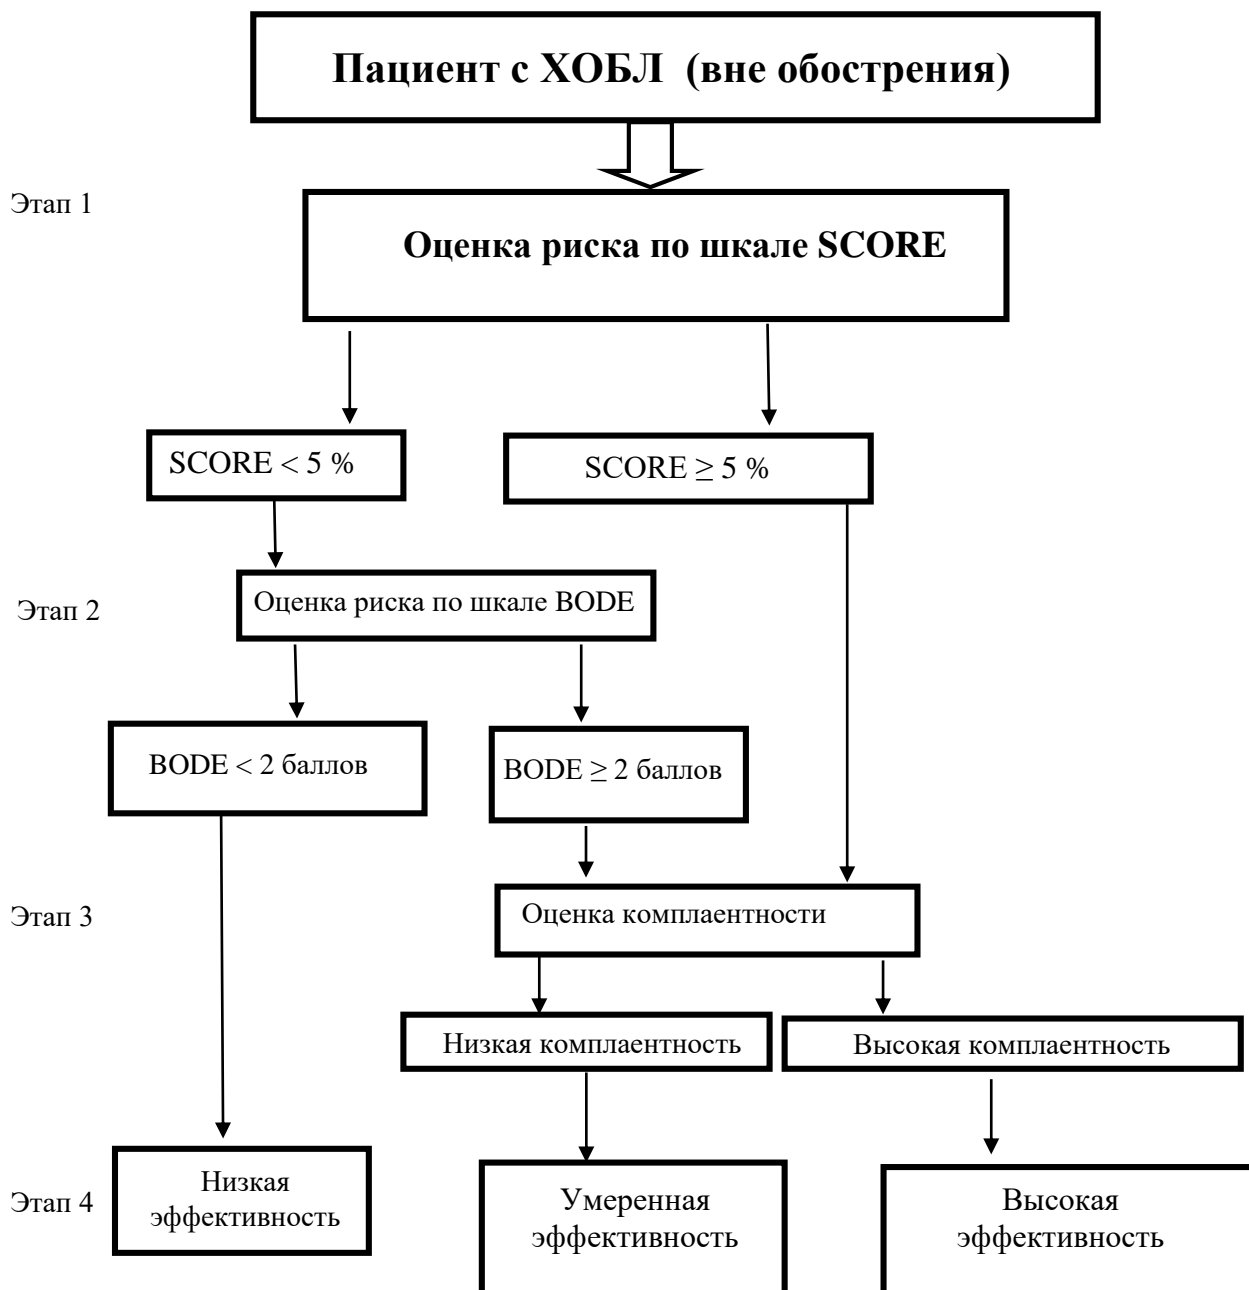 Пациент с ХОБЛ (вне обострения)
Этап 1
Оценка риска по шкале SCORE
SCORE < 5 %
SCORE ≥ 5 %
Этап 2
Оценка риска по шкале BODE
BODE < 2 баллов
BODE ≥ 2 баллов
Этап 3
Оценка комплаентности
Низкая комплаентность
Высокая комплаентность
Этап 4
Низкая
эффективность
Умеренная
эффективность
Высокая
эффективность